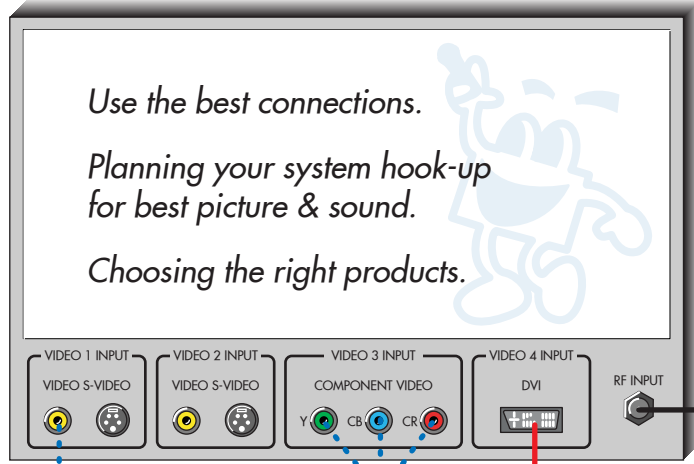 Use the best connections.
Planning your system hook-up
for best picture & sound.
Choosing the right products.
VIDEO 1 INPUT
VIDEO 2 INPUT
VIDEO 3 INPUT
VIDEO 4 INPUT
VIDEO S-VIDEO
VIDEO S-VIDEO
COMPONENT VIDEO
DVI
RF INPUT
Y
CB
CR